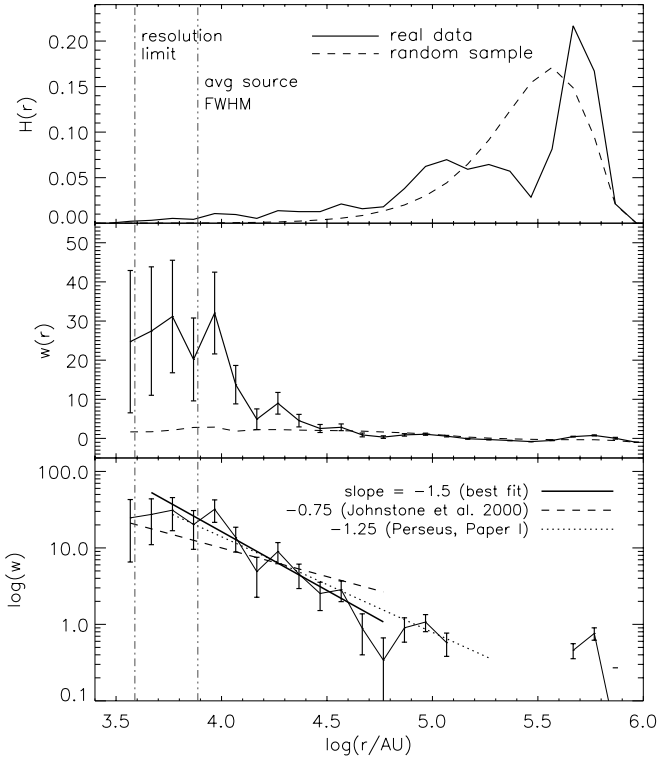 0.20
0.15
0.10
0.05
0.00
H(r)
resolution
limit
avg source
FWHM
real data
random sample
50
40
30
20
10
0
w(r)
100.0
10.0
1.0
0.1
log(w)
slope = −1.5 (best fit)
−0.75 (Johnstone et al. 2000)
−1.25 (Perseus, Paper I)
3.5 4.0 4.5 5.0 5.5 6.0
log(r/AU)